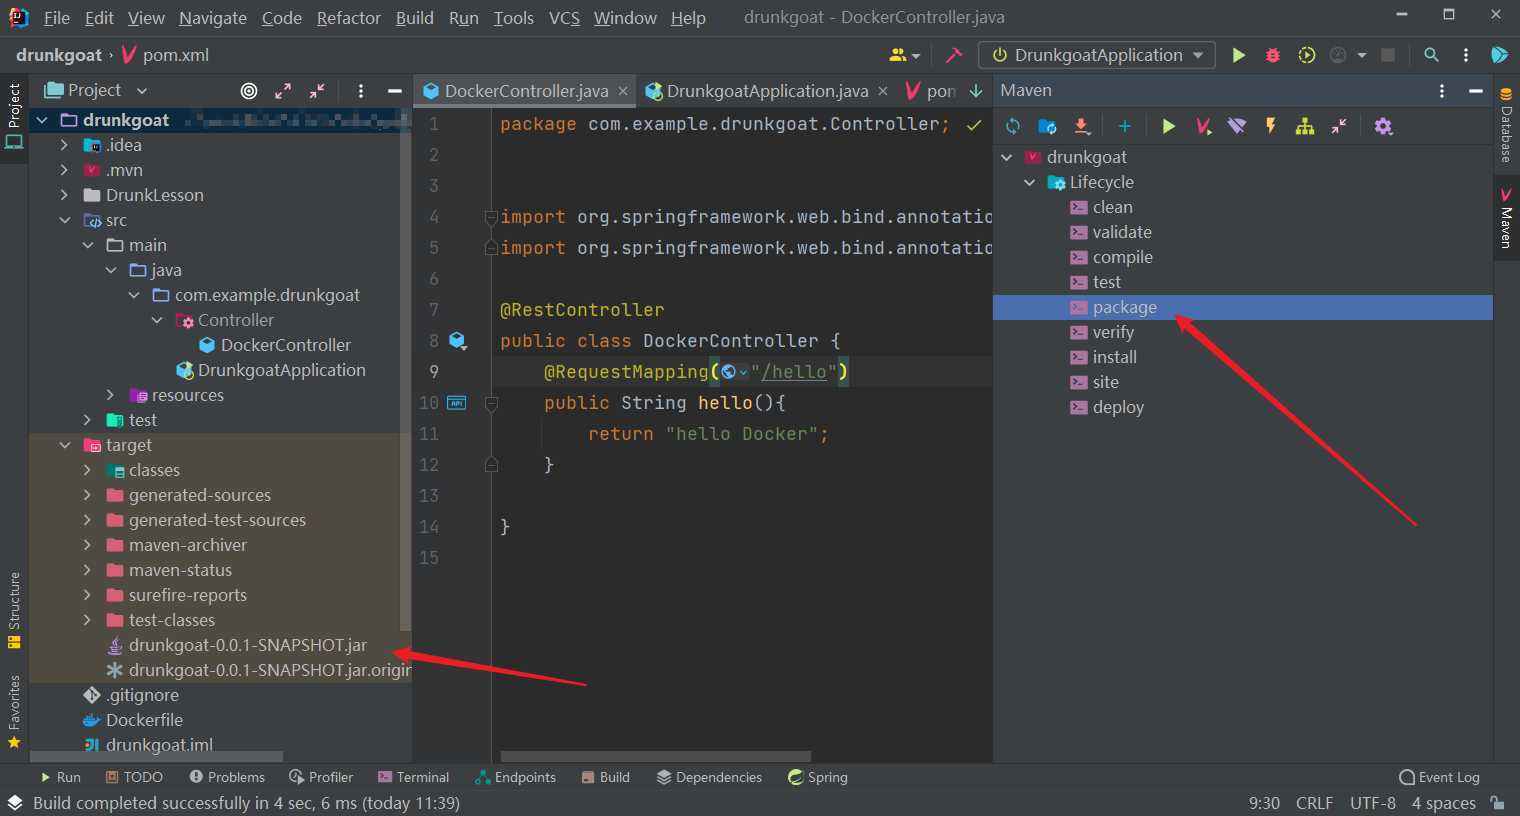 File Edit View Navigate Code Refactor Build Run Tools VCS Window Help drunkgoat - DockerController.java
drunkgoat › pom.xml
DrunkgoatApplication
Project
Project
Structure
Favorites
drunkgoat
.idea
.mvn
DrunkLesson
src
main
java
com.example.drunkgoat
Controller
DockerController
DrunkgoatApplication
resources
test
target
classes
generated-sources
generated-test-sources
maven-archiver
maven-status
surefire-reports
test-classes
drunkgoat-0.0.1-SNAPSHOT.jar
drunkgoat-0.0.1-SNAPSHOT.jar.origin
.gitignore
Dockerfile
drunkgoat.iml
DockerController.java DrunkgoatApplication.java pom
1 package com.example.drunkgoat.Controller;
2
3
4 import org.springframework.web.bind.annotatio
5 import org.springframework.web.bind.annotatio
6
7 @RestController
8 public class DockerController {
9 @RequestMapping("/hello")
10 public String hello(){
11 return "hello Docker";
12 }
13
14 }
15
API
Maven
drunkgoat
Lifecycle
clean
validate
compile
test
package
verify
install
site
deploy
Database
Maven
Run TODO Problems Profiler Terminal Endpoints Build Dependencies Spring Event Log
Build completed successfully in 4 sec, 6 ms (today 11:39) 9:30 CRLF UTF-8 4 spaces